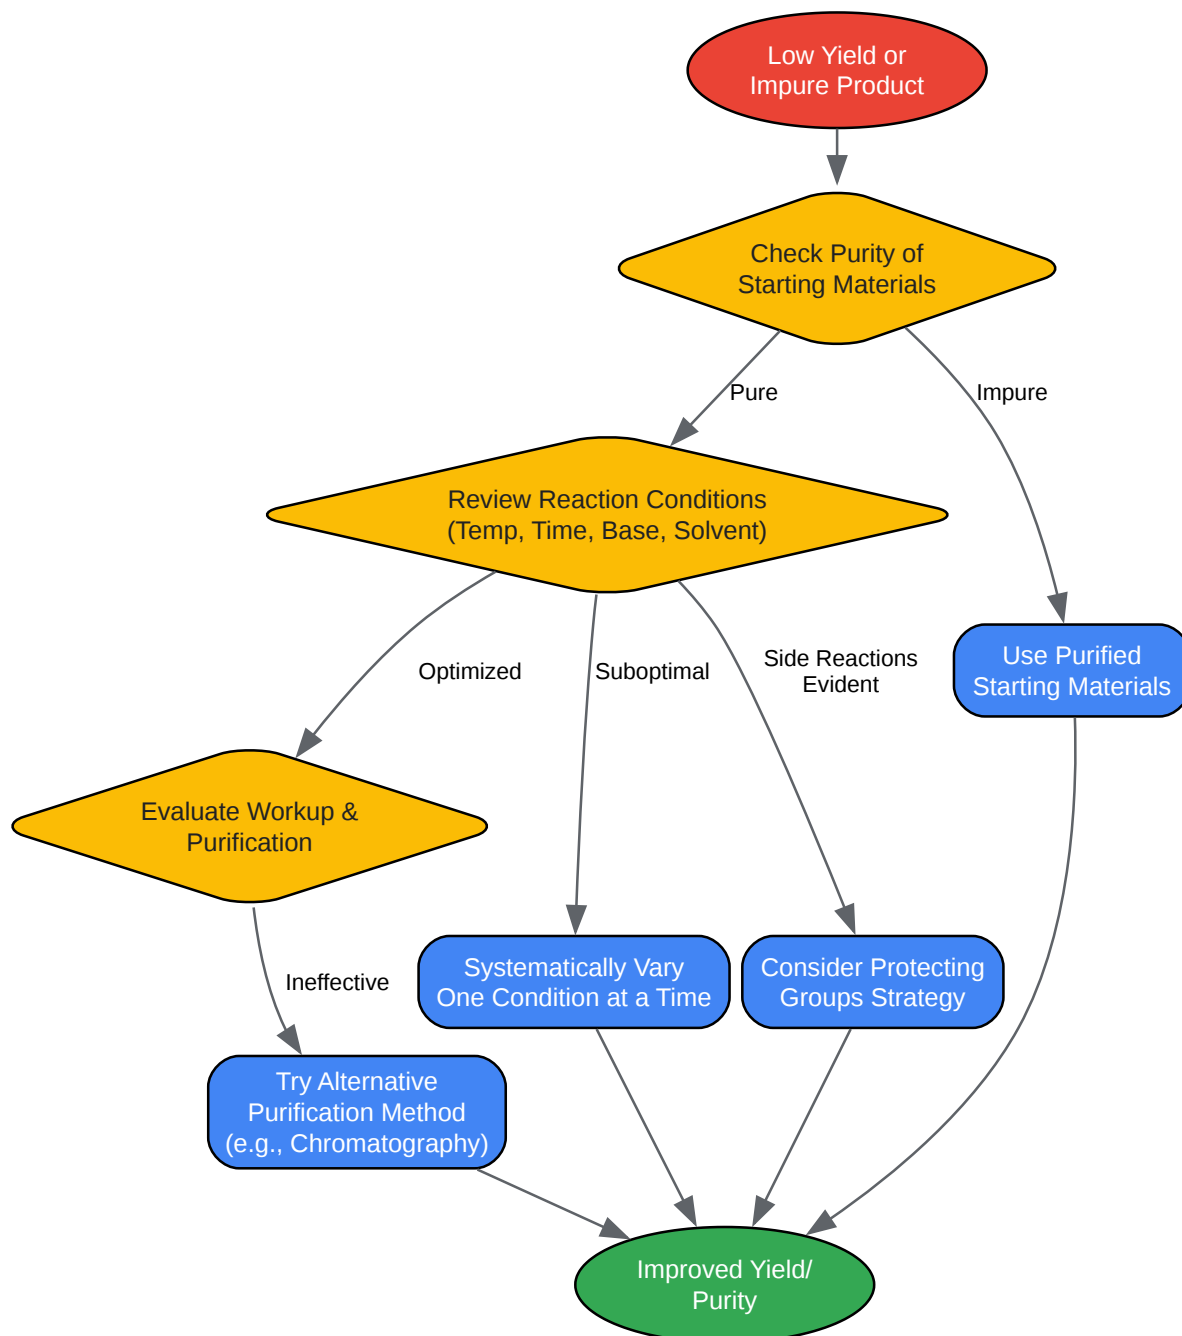 Low Yield or
Impure Product
Check Purity of
Starting Materials
Pure
Impure
Review Reaction Conditions
(Temp, Time, Base, Solvent)
Optimized
Suboptimal
Side Reactions
Evident
Use Purified
Starting Materials
Evaluate Workup &
Purification
Ineffective
Systematically Vary
One Condition at a Time
Consider Protecting
Groups Strategy
Try Alternative
Purification Method
(e.g., Chromatography)
Improved Yield/
Purity